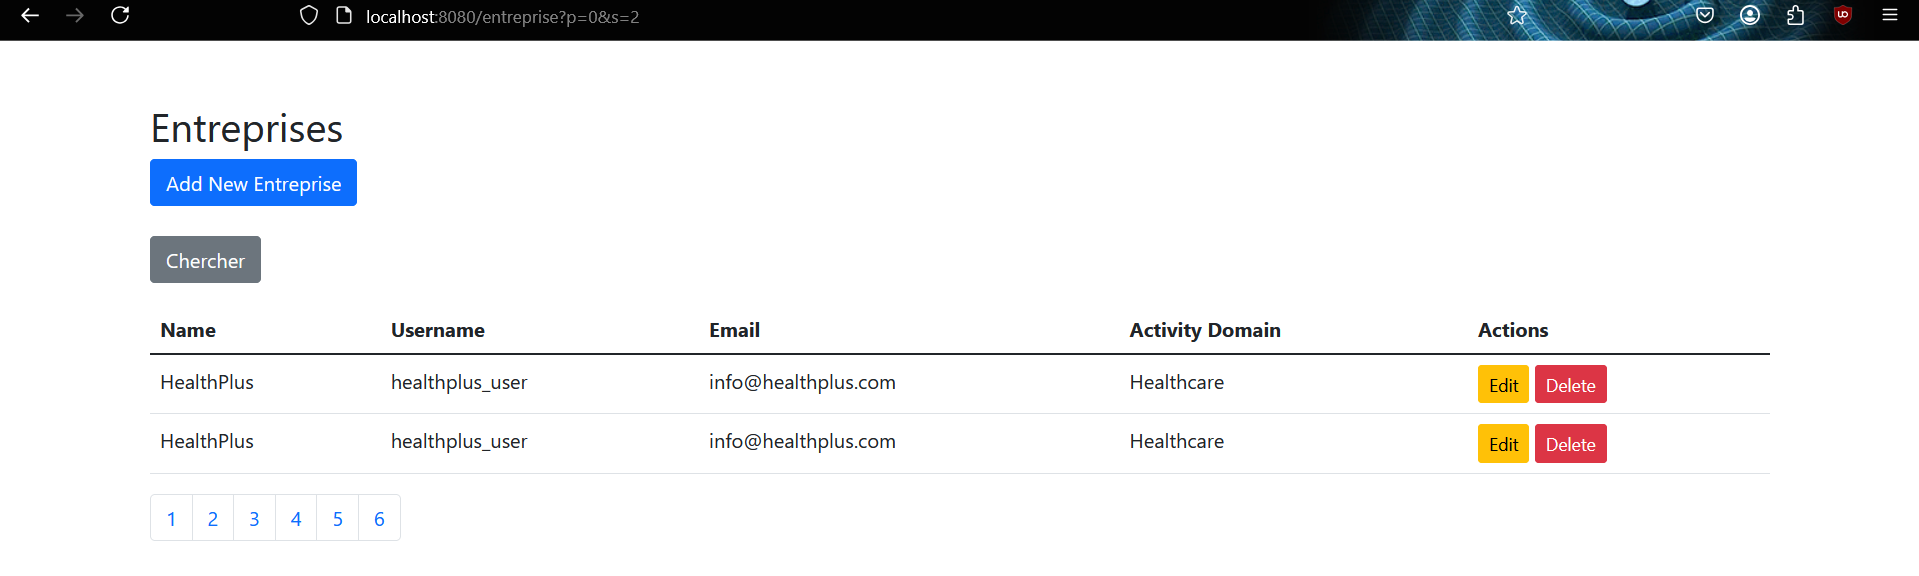 localhost:8080/entreprise?p=0&s=2
Entreprises
Add New Entreprise
Chercher
Name Username Email Activity Domain Actions
HealthPlus healthplus_user info@healthplus.com Healthcare Edit Delete
HealthPlus healthplus_user info@healthplus.com Healthcare Edit Delete
1 2 3 4 5 6